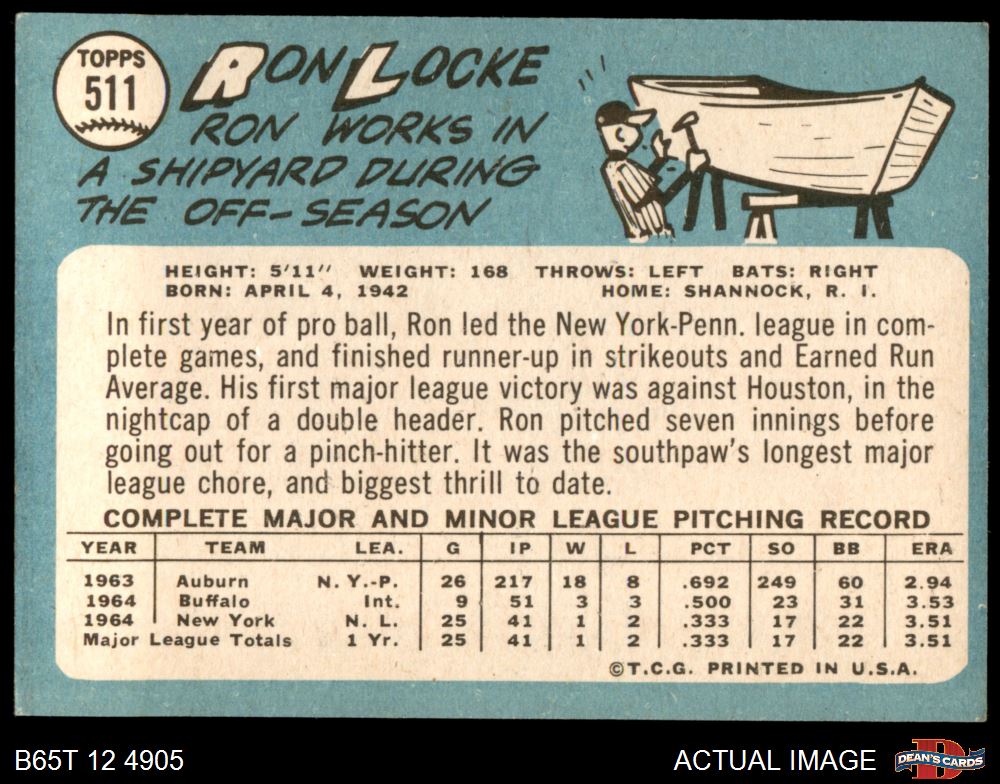 TOPPS
511
RON LOCKE
RON WORKS IN
A SHIPYARD DURING
THE OFF-SEASON
HEIGHT: 5'11" WEIGHT: 168 THROWS: LEFT BATS: RIGHT
BORN: APRIL 4, 1942 HOME: SHANNOCK, R. I.
In first year of pro ball, Ron led the New York-Penn. league in com-
plete games, and finished runner-up in strikeouts and Earned Run
Average. His first major league victory was against Houston, in the
nightcap of a double header. Ron pitched seven innings before
going out for a pinch-hitter. It was the southpaw's longest major
league chore, and biggest thrill to date.
COMPLETE MAJOR AND MINOR LEAGUE PITCHING RECORD
YEAR TEAM LEA. G IP W L PCT SO BB ERA
1963 Auburn N. Y.-P. 26 217 18 8 .692 249 60 2.94
1964 Buffalo Int. 9 51 3 3 .500 23 31 3.53
1964 New York N. L. 25 41 1 2 .333 17 22 3.51
Major League Totals 1 Yr. 25 41 1 2 .333 17 22 3.51
©T.C.G. PRINTED IN U.S.A.
B65T 12 4905 ACTUAL IMAGE DEAN'S CARDS